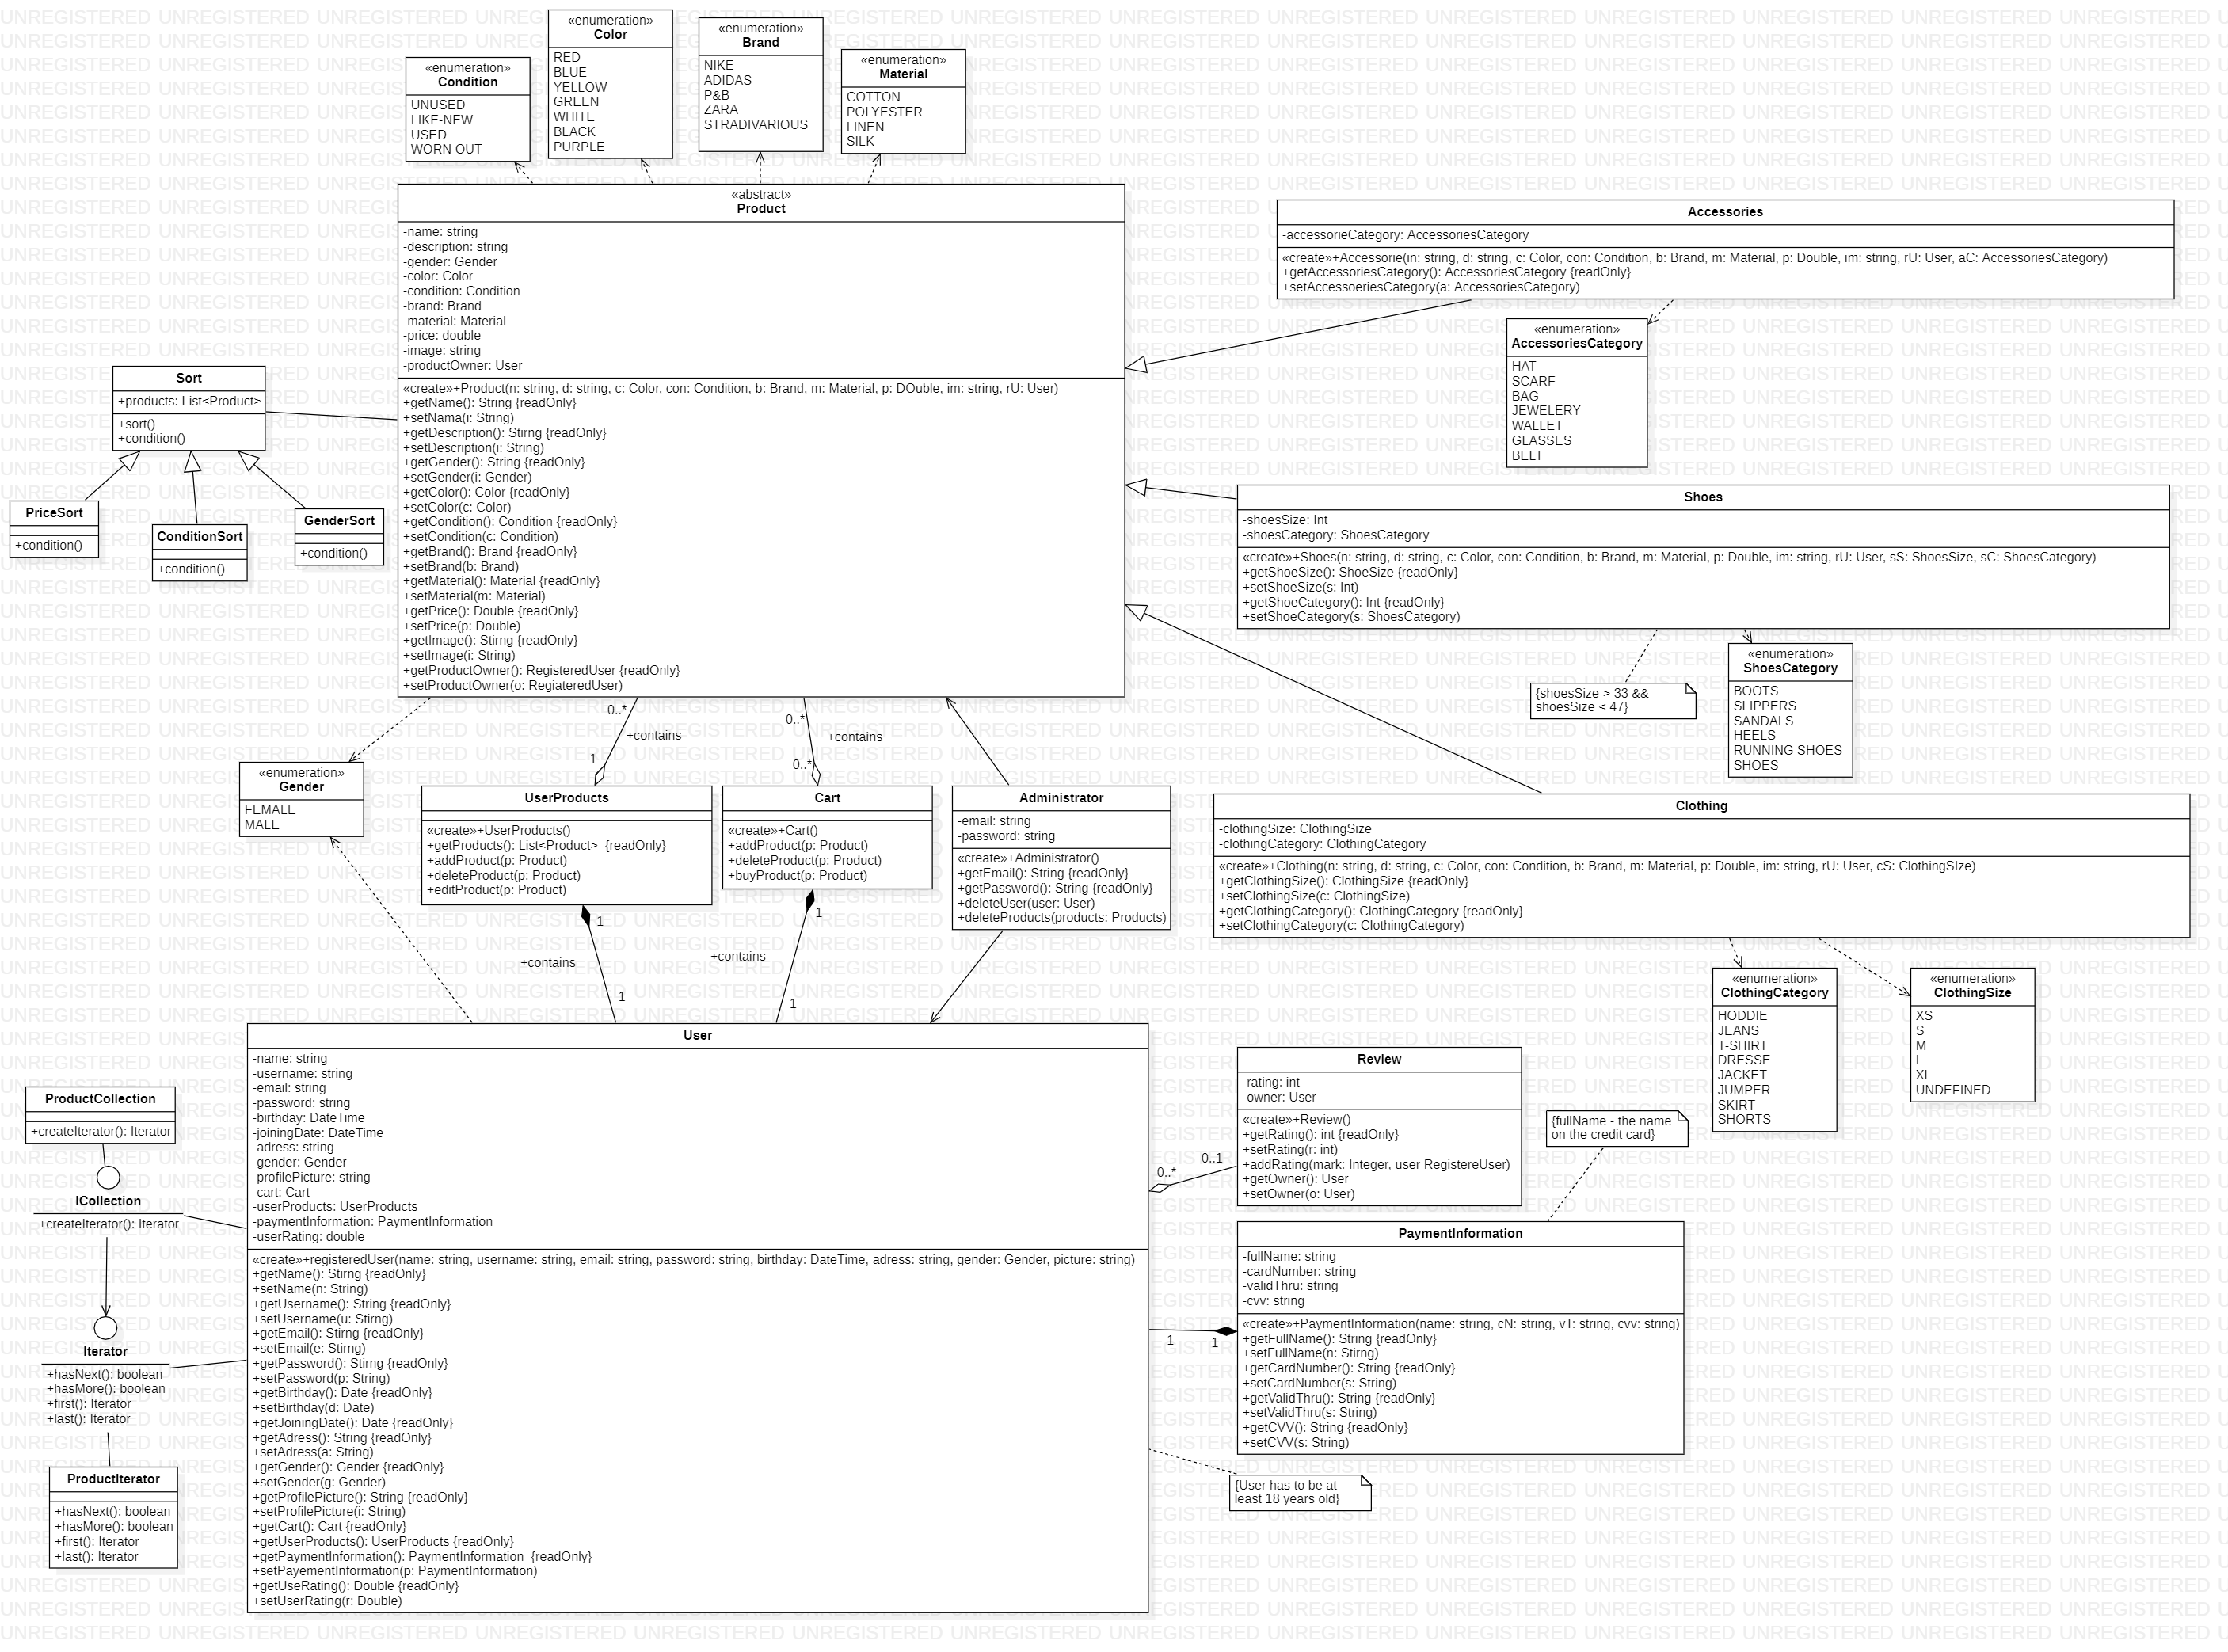 UNREGISTERED
«enumeration»
Condition
UNUSED
LIKE-NEW
USED
WORN OUT
«enumeration»
Color
RED
BLUE
YELLOW
GREEN
WHITE
BLACK
PURPLE
«enumeration»
Brand
NIKE
ADIDAS
P&B
ZARA
STRADIVARIOUS
«enumeration»
Material
COTTON
POLYESTER
LINEN
SILK
«abstract»
Product
-name: string
-description: string
-gender: Gender
-color: Color
-condition: Condition
-brand: Brand
-material: Material
-price: double
-image: string
-productOwner: User
«create»+Product(n: string, d: string, c: Color, con: Condition, b: Brand, m: Material, p: DOuble, im: string, rU: User)
+getName(): String {readOnly}
+setNama(i: String)
+getDescription(): Stirng {readOnly}
+setDescription(i: String)
+getGender(): String {readOnly}
+setGender(i: Gender)
+getColor(): Color {readOnly}
+setColor(c: Color)
+getCondition(): Condition {readOnly}
+setCondition(c: Condition)
+getBrand(): Brand {readOnly}
+setBrand(b: Brand)
+getMaterial(): Material {readOnly}
+setMaterial(m: Material)
+getPrice(): Double {readOnly}
+setPrice(p: Double)
+getImage(): Stirng {readOnly}
+setImage(i: String)
+getProductOwner(): RegisteredUser {readOnly}
+setProductOwner(o: RegiateredUser)
Accessories
-accessorieCategory: AccessoriesCategory
«create»+Accessorie(in: string, d: string, c: Color, con: Condition, b: Brand, m: Material, p: Double, im: string, rU: User, aC: AccessoriesCategory)
+getAccessoriesCategory(): AccessoriesCategory {readOnly}
+setAccessoeriesCategory(a: AccessoriesCategory)
«enumeration»
AccessoriesCategory
HAT
SCARF
BAG
JEWELERY
WALLET
GLASSES
BELT
Sort
+products: List<Product>
+sort()
+condition()
PriceSort
+condition()
ConditionSort
+condition()
GenderSort
+condition()
Shoes
-shoesSize: Int
-shoesCategory: ShoesCategory
«create»+Shoes(n: string, d: string, c: Color, con: Condition, b: Brand, m: Material, p: Double, im: string, rU: User, sS: ShoesSize, sC: ShoesCategory)
+getShoeSize(): ShoeSize {readOnly}
+setShoeSize(s: Int)
+getShoeCategory(): Int {readOnly}
+setShoeCategory(s: ShoesCategory)
{shoesSize > 33 &&
shoesSize < 47}
«enumeration»
ShoesCategory
BOOTS
SLIPPERS
SANDALS
HEELS
RUNNING SHOES
SHOES
0..*
+contains
1
0..*
+contains
0..*
«enumeration»
Gender
FEMALE
MALE
UserProducts
«create»+UserProducts()
+getProducts(): List<Product>  {readOnly}
+addProduct(p: Product)
+deleteProduct(p: Product)
+editProduct(p: Product)
Cart
«create»+Cart()
+addProduct(p: Product)
+deleteProduct(p: Product)
+buyProduct(p: Product)
Administrator
-email: string
-password: string
«create»+Administrator()
+getEmail(): String {readOnly}
+getPassword(): String {readOnly}
+deleteUser(user: User)
+deleteProducts(products: Products)
Clothing
-clothingSize: ClothingSize
-clothingCategory: ClothingCategory
«create»+Clothing(n: string, d: string, c: Color, con: Condition, b: Brand, m: Material, p: Double, im: string, rU: User, cS: ClothingSIze)
+getClothingSize(): ClothingSize {readOnly}
+setClothingSize(c: ClothingSize)
+getClothingCategory(): ClothingCategory {readOnly}
+setClothingCategory(c: ClothingCategory)
«enumeration»
ClothingCategory
HODDIE
JEANS
T-SHIRT
DRESSE
JACKET
JUMPER
SKIRT
SHORTS
«enumeration»
ClothingSize
XS
S
M
L
XL
UNDEFINED
1
+contains
1
1
+contains
1
User
-name: string
-username: string
-email: string
-password: string
-birthday: DateTime
-joiningDate: DateTime
-adress: string
-gender: Gender
-profilePicture: string
-cart: Cart
-userProducts: UserProducts
-paymentInformation: PaymentInformation
-userRating: double
«create»+registeredUser(name: string, username: string, email: string, password: string, birthday: DateTime, adress: string, gender: Gender, picture: string)
+getName(): Stirng {readOnly}
+setName(n: String)
+getUsername(): String {readOnly}
+setUsername(u: Stirng)
+getEmail(): Stirng {readOnly}
+setEmail(e: Stirng)
+getPassword(): Stirng {readOnly}
+setPassword(p: String)
+getBirthday(): Date {readOnly}
+setBirthday(d: Date)
+getJoiningDate(): Date {readOnly}
+getAdress(): String {readOnly}
+setAdress(a: String)
+getGender(): Gender {readOnly}
+setGender(g: Gender)
+getProfilePicture(): String {readOnly}
+setProfilePicture(i: String)
+getCart(): Cart {readOnly}
+getUserProducts(): UserProducts {readOnly}
+getPaymentInformation(): PaymentInformation  {readOnly}
+setPayementInformation(p: PaymentInformation)
+getUseRating(): Double {readOnly}
+setUserRating(r: Double)
ProductCollection
+createIterator(): Iterator
ICollection
+createIterator(): Iterator
Iterator
+hasNext(): boolean
+hasMore(): boolean
+first(): Iterator
+last(): Iterator
ProductIterator
+hasNext(): boolean
+hasMore(): boolean
+first(): Iterator
+last(): Iterator
Review
-rating: int
-owner: User
«create»+Review()
+getRating(): int {readOnly}
+setRating(r: int)
+addRating(mark: Integer, user RegistereUser)
+getOwner(): User
+setOwner(o: User)
0..*
0..1
{fullName - the name
on the credit card}
PaymentInformation
-fullName: string
-cardNumber: string
-validThru: string
-cvv: string
«create»+PaymentInformation(name: string, cN: string, vT: string, cvv: string)
+getFullName(): String {readOnly}
+setFullName(n: Stirng)
+getCardNumber(): String {readOnly}
+setCardNumber(s: String)
+getValidThru(): String {readOnly}
+setValidThru(s: String)
+getCVV(): String {readOnly}
+setCVV(s: String)
1
1
{User has to be at
least 18 years old}